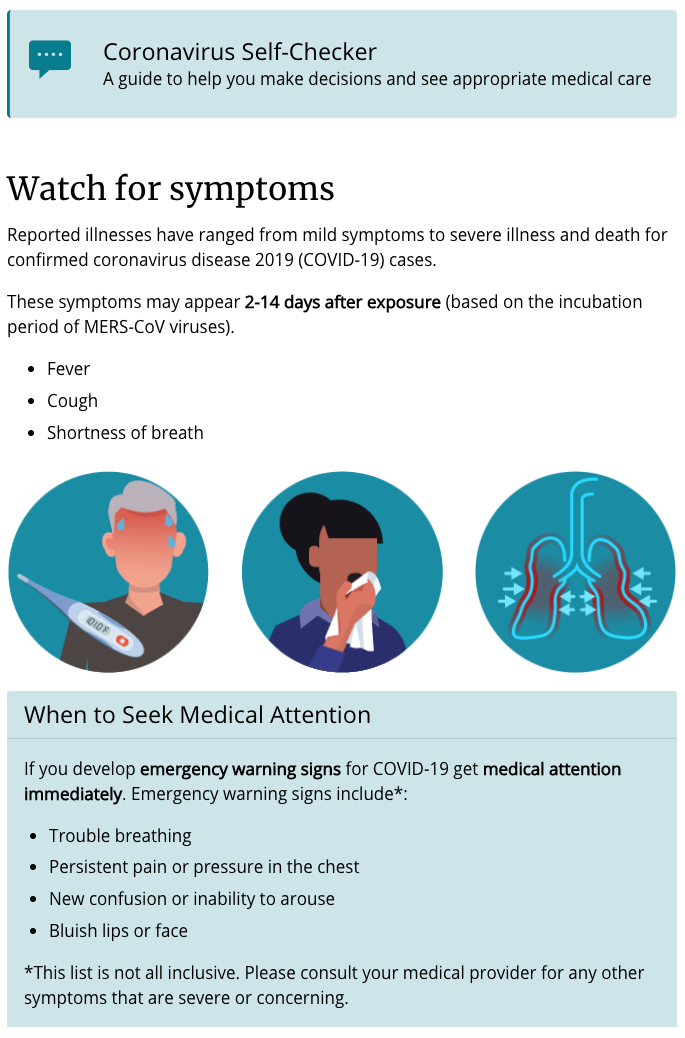 Coronavirus Self-Checker
A guide to help you make decisions and see appropriate medical care
Watch for symptoms
Reported illnesses have ranged from mild symptoms to severe illness and death for
confirmed coronavirus disease 2019 (COVID-19) cases.
These symptoms may appear 2-14 days after exposure (based on the incubation
period of MERS-CoV viruses).
• Fever
• Cough
• Shortness of breath
101.0°F
When to Seek Medical Attention
If you develop emergency warning signs for COVID-19 get medical attention
immediately. Emergency warning signs include*:
• Trouble breathing
• Persistent pain or pressure in the chest
• New confusion or inability to arouse
• Bluish lips or face
*This list is not all inclusive. Please consult your medical provider for any other
symptoms that are severe or concerning.